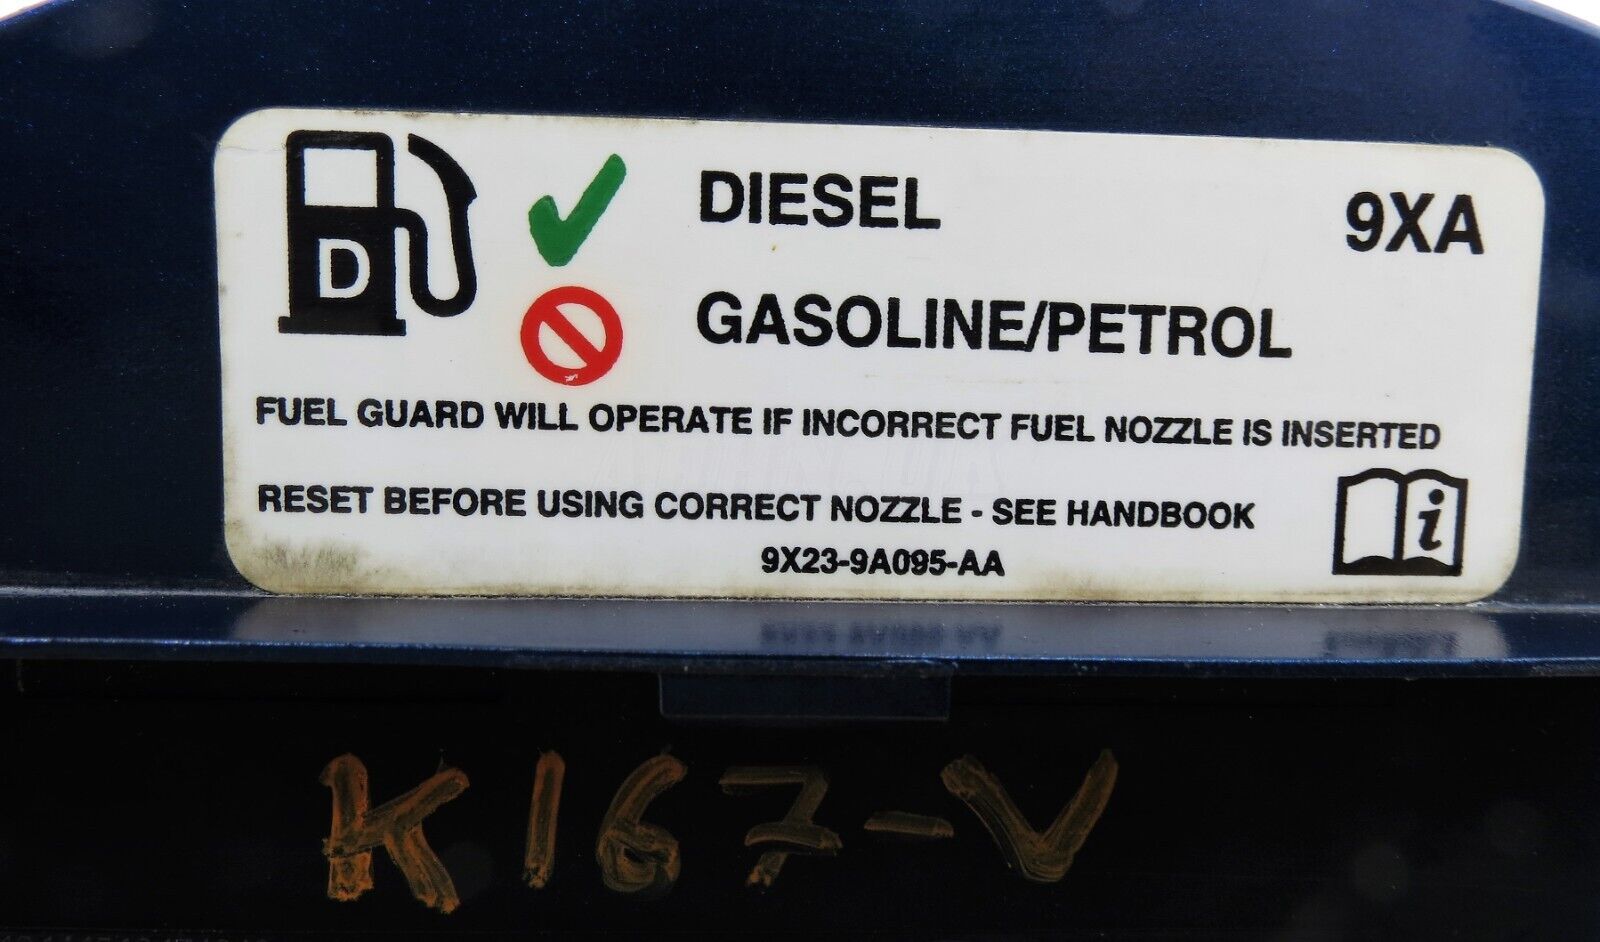 D DIESEL 9XA
GASOLINE/PETROL
FUEL GUARD WILL OPERATE IF INCORRECT FUEL NOZZLE IS INSERTED
RESET BEFORE USING CORRECT NOZZLE - SEE HANDBOOK i
9X23-9A095-AA
K167-V